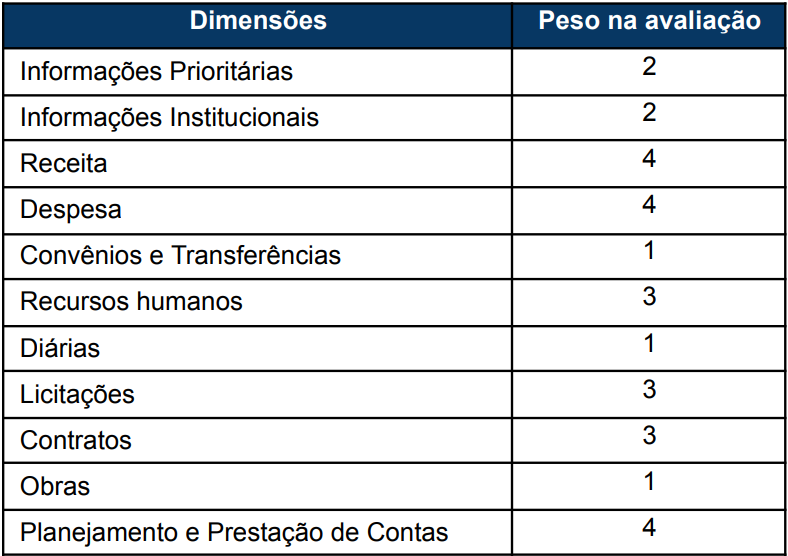 Dimensões Peso na avaliação
Informações Prioritárias 2
Informações Institucionais 2
Receita 4
Despesa 4
Convênios e Transferências 1
Recursos humanos 3
Diárias 1
Licitações 3
Contratos 3
Obras 1
Planejamento e Prestação de Contas 4